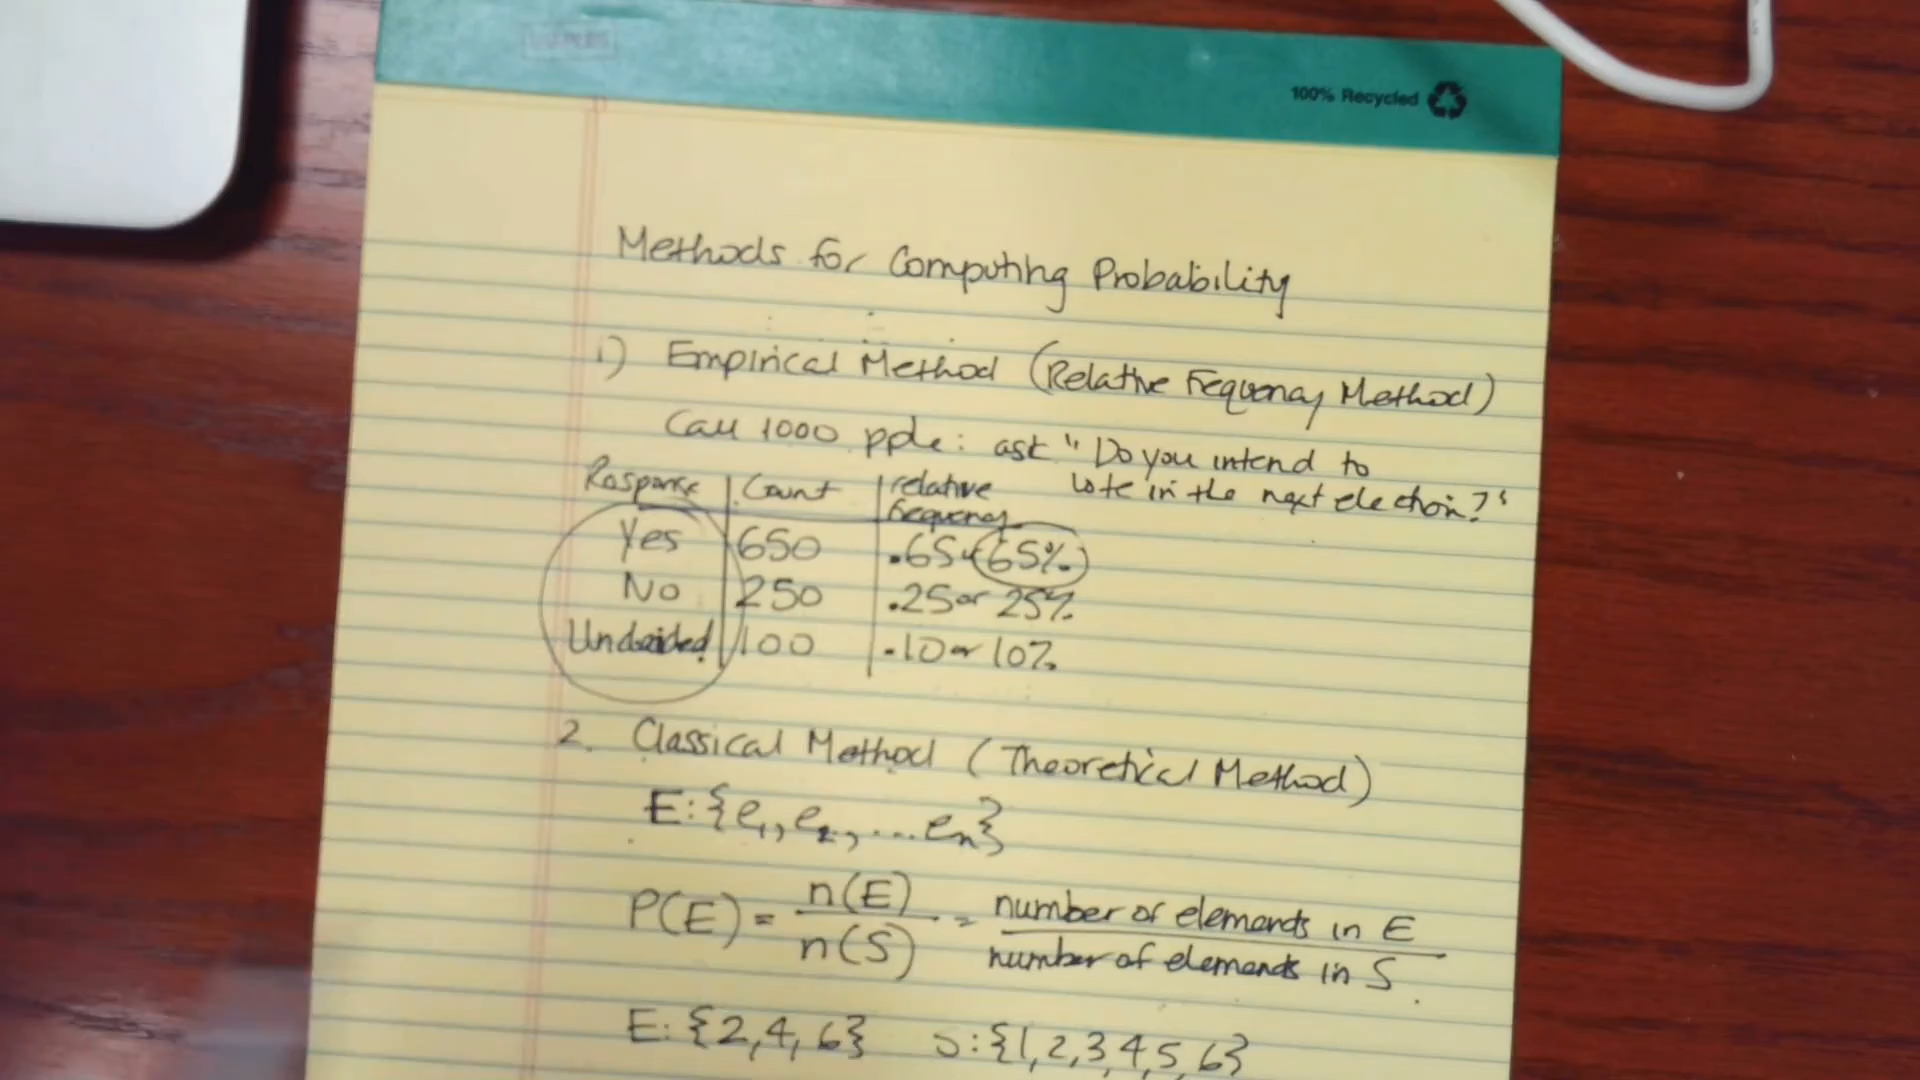 100% Recycled
Methods for Computing Probability
1) Empirical Method (Relative Frequency Method)
Call 1000 pple: ask "Do you intend to
vote in the next election?"
Response Count relative frequency
Yes 650 .65 or 65%
No 250 .25 or 25%
Undecided 100 .10 or 10%
2. Classical Method (Theoretical Method)
E: {e1, e2, ... en}
P(E) = n(E) / n(S) = number of elements in E / number of elements in S.
E: {2,4,6} S: {1,2,3,4,5,6}